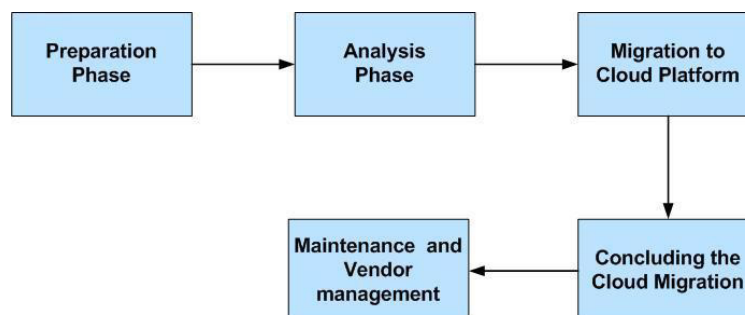 Preparation
Phase
Analysis
Phase
Migration to
Cloud Platform
Concluding the
Cloud Migration
Maintenance and
Vendor
management